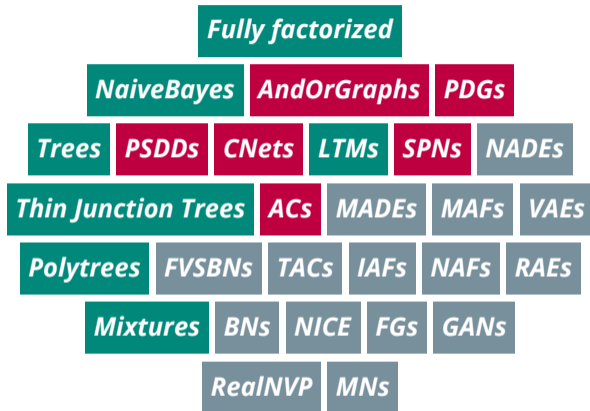 Fully factorized
NaiveBayes AndOrGraphs PDGs
Trees PSDDs CNets LTMs SPNs NADEs
Thin Junction Trees ACs MADEs MAFs VAEs
Polytrees FVSBNs TACs IAFs NAFs RAEs
Mixtures BNs NICE FGs GANs
RealNVP MNs